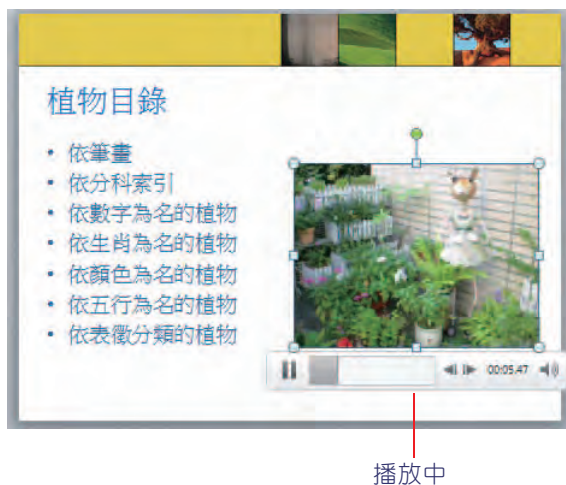 植物目錄
• 依筆畫
• 依分科索引
• 依數字為名的植物
• 依生肖為名的植物
• 依顏色為名的植物
• 依五行為名的植物
• 依表徵分類的植物
00:05.47
播放中